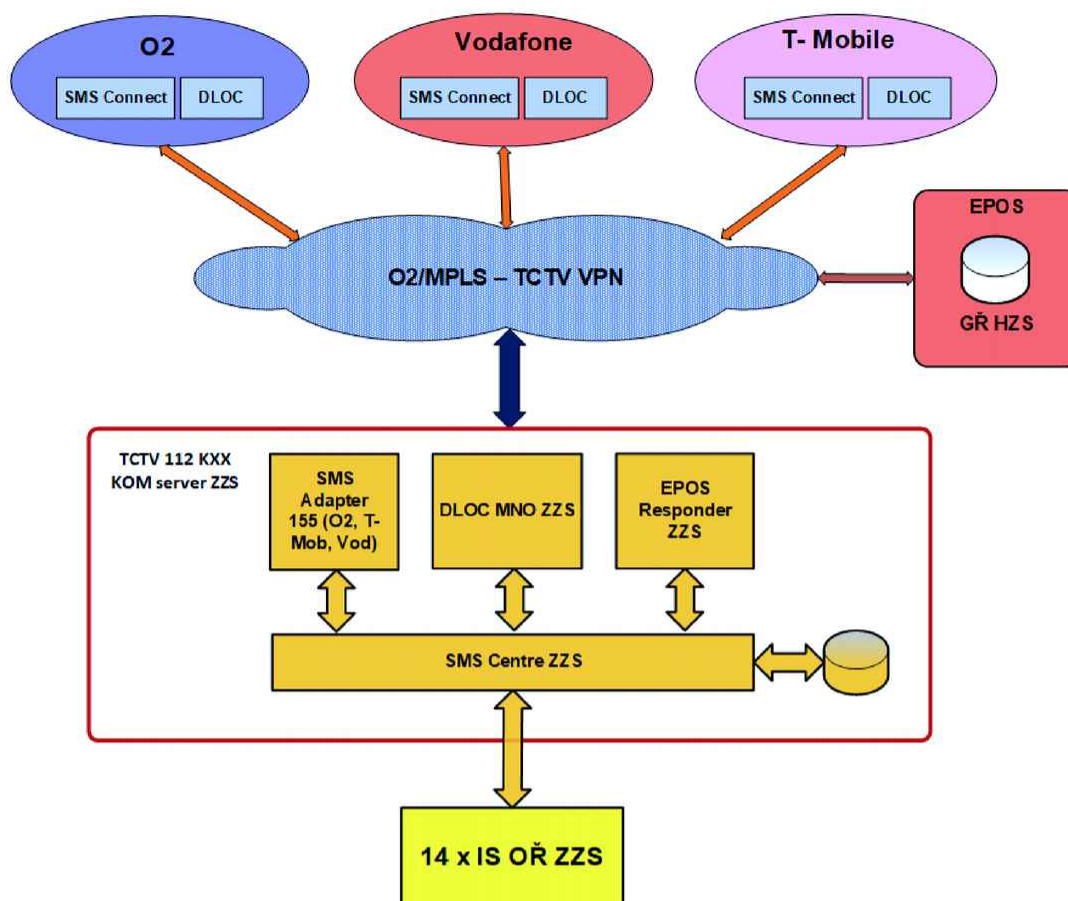 O2
Vodafone
T- Mobile
SMS Connect
DLOC
SMS Connect
DLOC
SMS Connect
DLOC
EPOS
GŘ HZS
O2/MPLS – TCTV VPN
TCTV 112 KXX
KOM server ZZS
SMS
Adapter
155 (O2, T-
Mob, Vod)
DLOC MNO ZZS
EPOS
Responder
ZZS
SMS Centre ZZS
14 x IS OŘ ZZS